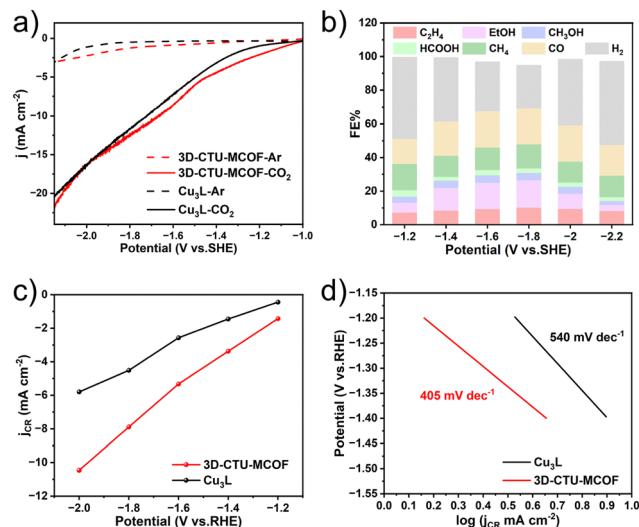 a)
j (mA cm⁻²)
0
−5
−10
−15
−20
3D-CTU-MCOF-Ar
3D-CTU-MCOF-CO₂
Cu₃L-Ar
Cu₃L-CO₂
−2.0
−1.8
−1.6
−1.4
−1.2
−1.0
Potential (V vs.SHE)
b)
FE%
120
100
80
60
40
20
0
C₂H₄ EtOH CH₃OH
HCOOH CH₄ CO H₂
−1.2 −1.4 −1.6 −1.8 −2 −2.2
Potential (V vs.SHE)
c)
j_CR (mA cm⁻²)
0
−2
−4
−6
−8
−10
−12
3D-CTU-MCOF
Cu₃L
−2.0
−1.8
−1.6
−1.4
−1.2
Potential (V vs.RHE)
d)
Potential (V vs.RHE)
−1.15
−1.20
−1.25
−1.30
−1.35
−1.40
−1.45
−1.50
−1.55
540 mV dec⁻¹
405 mV dec⁻¹
Cu₃L
3D-CTU-MCOF
0.0 0.1 0.2 0.3 0.4 0.5 0.6 0.7 0.8 0.9 1.0
log (j_CR mA cm⁻²)